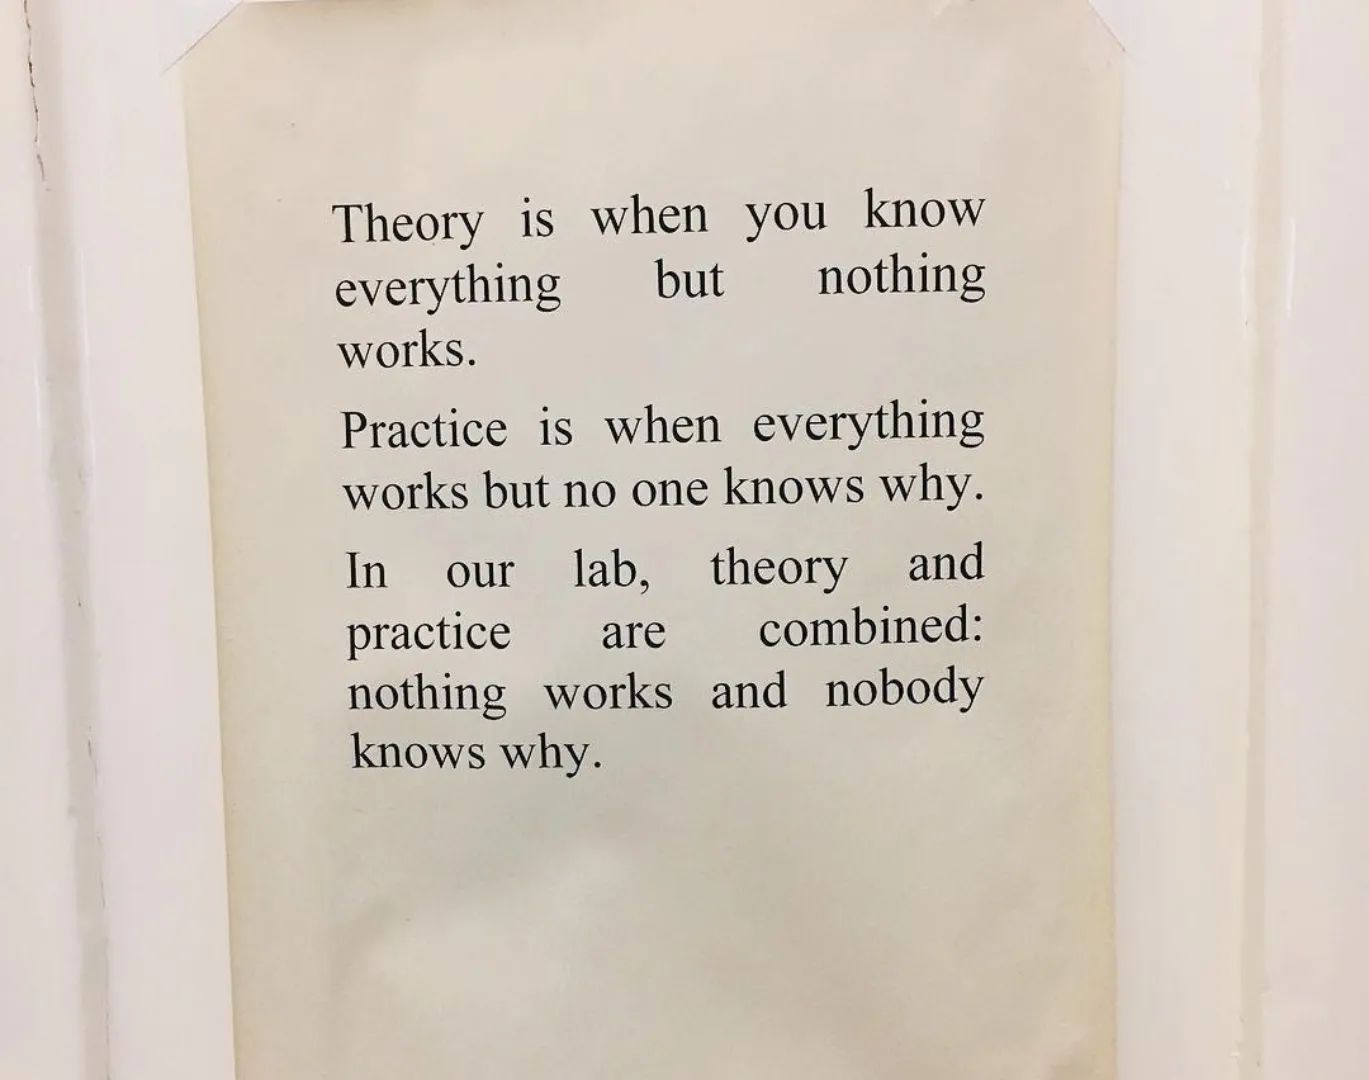 Theory is when you know
everything but nothing
works.
Practice is when everything
works but no one knows why.
In our lab, theory and
practice are combined:
nothing works and nobody
knows why.